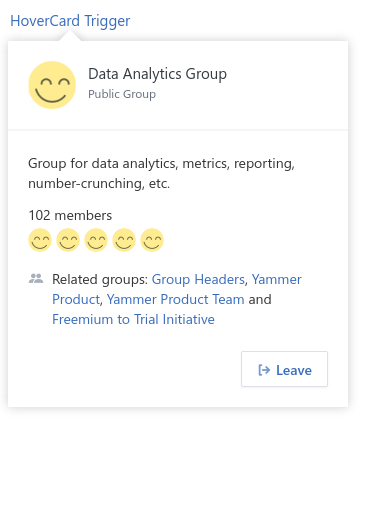 HoverCard Trigger
Data Analytics Group
Public Group
Group for data analytics, metrics, reporting,
number-crunching, etc.
102 members
Related groups: Group Headers, Yammer
Product, Yammer Product Team and
Freemium to Trial Initiative
Leave